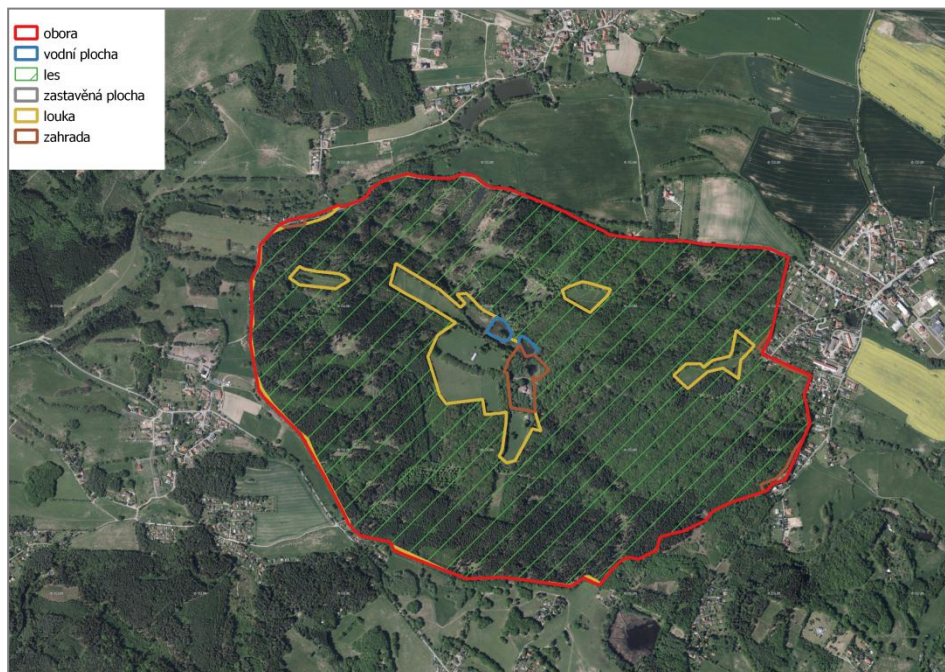 obora
vodní plocha
les
zastavěná plocha
louka
zahrada